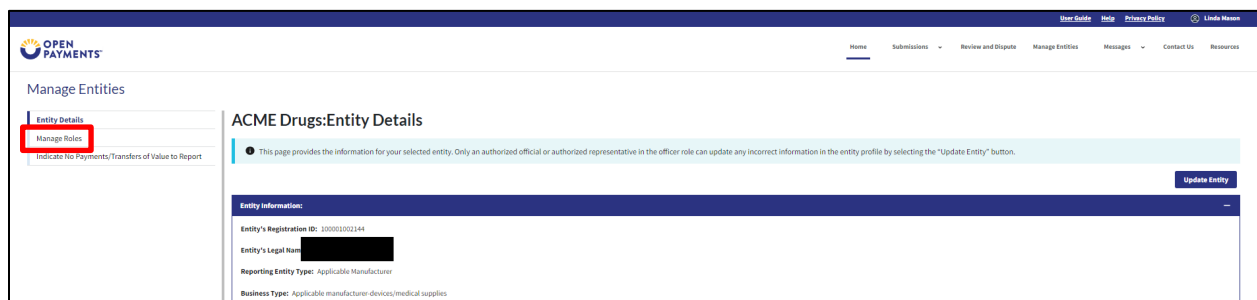 User Guide Help Privacy Policy Linda Mason
OPEN
PAYMENTS
Home Submissions Review and Dispute Manage Entities Messages Contact Us Resources
Manage Entities
Entity Details
Manage Roles
Indicate No Payments/Transfers of Value to Report
ACME Drugs:Entity Details
This page provides the information for your selected entity. Only an authorized official or authorized representative in the officer role can update any incorrect information in the entity profile by selecting the “Update Entity” button.
Update Entity
Entity Information:
Entity's Registration ID: 100001002144
Entity's Legal Nam
Reporting Entity Type: Applicable Manufacturer
Business Type: Applicable manufacturer-devices/medical supplies